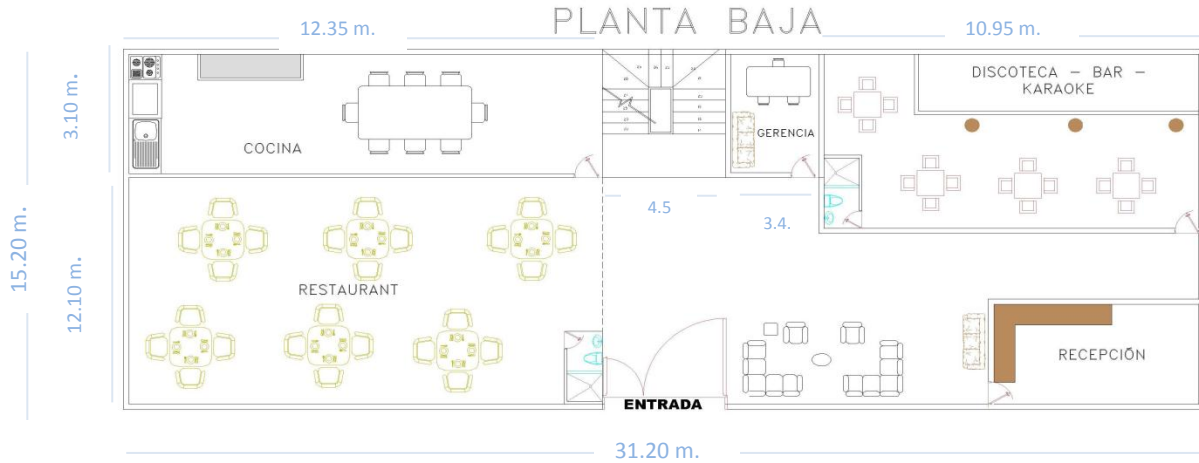 PLANTA BAJA
12.35 m.
10.95 m.
DISCOTECA – BAR –
KARAOKE
3.10 m.
GERENCIA
COCINA
4.5
3.4.
15.20 m.
12.10 m.
RESTAURANT
RECEPCIÓN
ENTRADA
31.20 m.